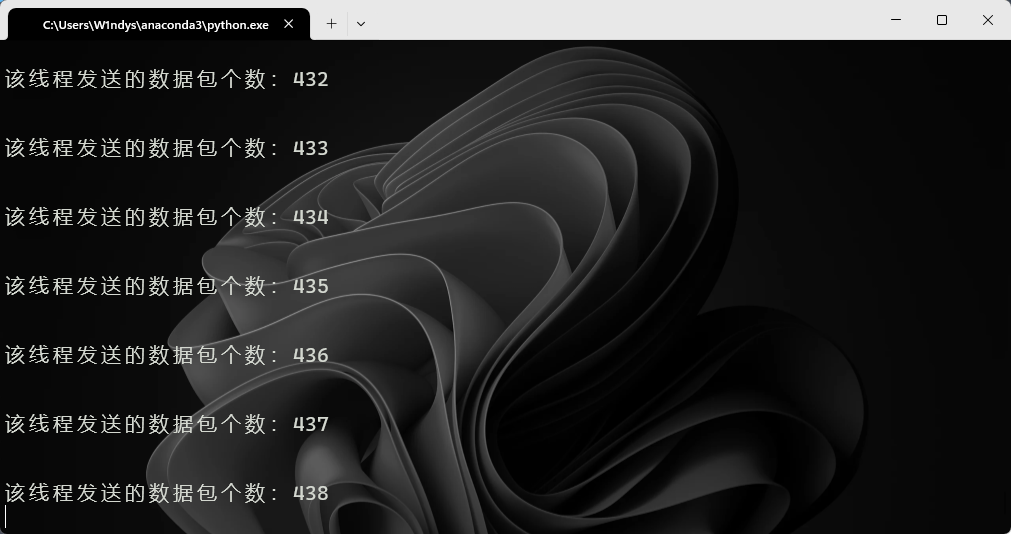 C:\Users\W1ndys\anaconda3\python.exe
该线程发送的数据包个数: 432
该线程发送的数据包个数: 433
该线程发送的数据包个数: 434
该线程发送的数据包个数: 435
该线程发送的数据包个数: 436
该线程发送的数据包个数: 437
该线程发送的数据包个数: 438